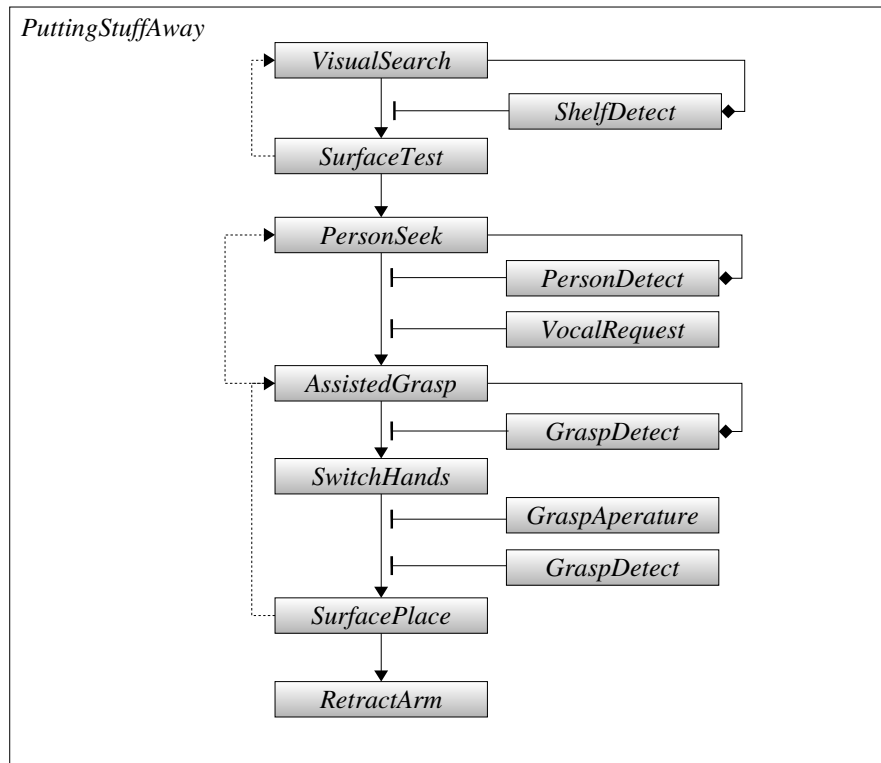 PuttingStuffAway
VisualSearch
ShelfDetect
SurfaceTest
PersonSeek
PersonDetect
VocalRequest
AssistedGrasp
GraspDetect
SwitchHands
GraspAperature
GraspDetect
SurfacePlace
RetractArm